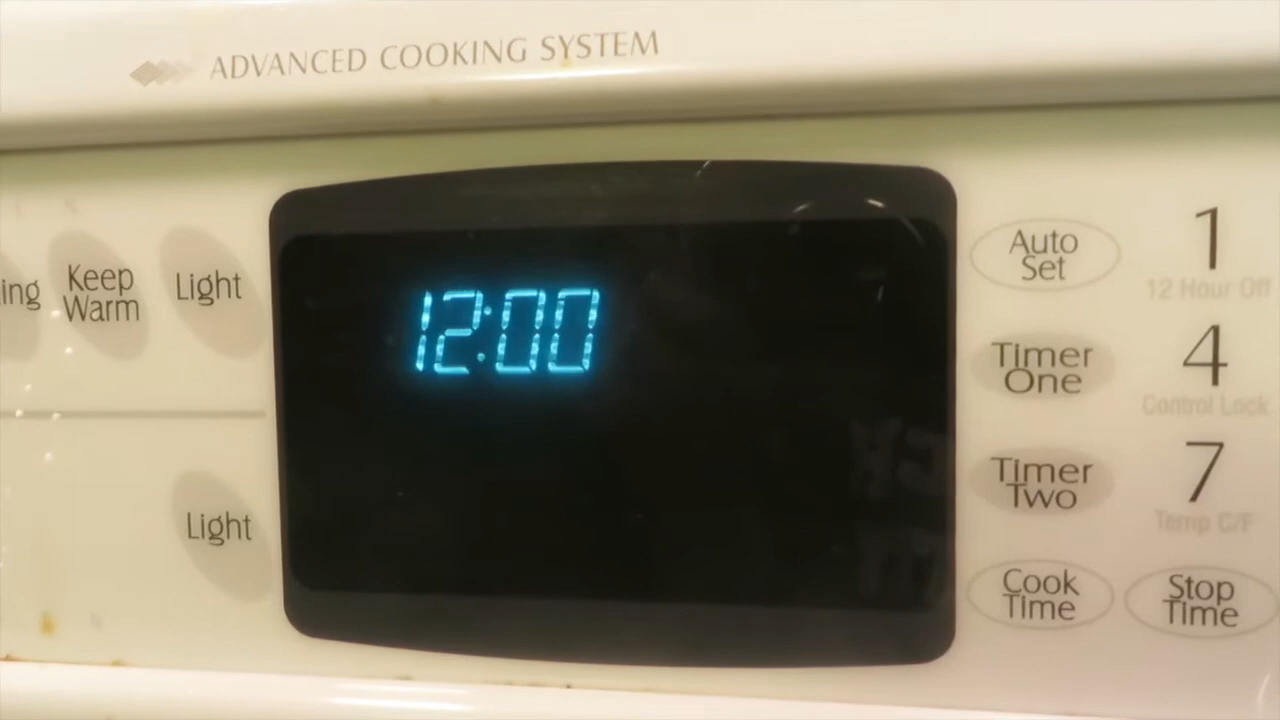 ADVANCED COOKING SYSTEM
ing
Keep
Warm
Light
12:00
Auto
Set
1
12 Hour Off
Timer
One
4
Control Lock
Timer
Two
7
Temp C/F
Light
Cook
Time
Stop
Time